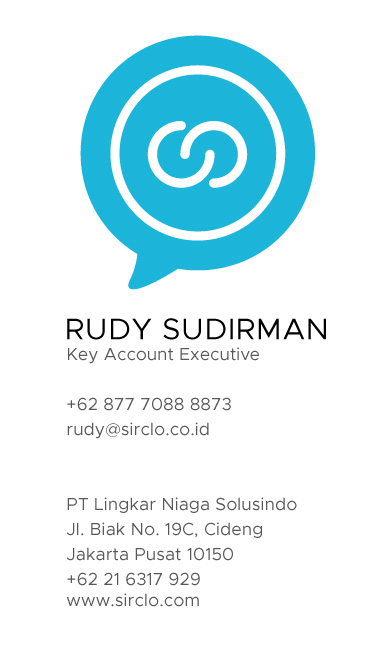 RUDY SUDIRMAN
Key Account Executive
+62 877 7088 8873
rudy@sirclo.co.id
PT Lingkar Niaga Solusindo
Jl. Biak No. 19C, Cideng
Jakarta Pusat 10150
+62 21 6317 929
www.sirclo.com